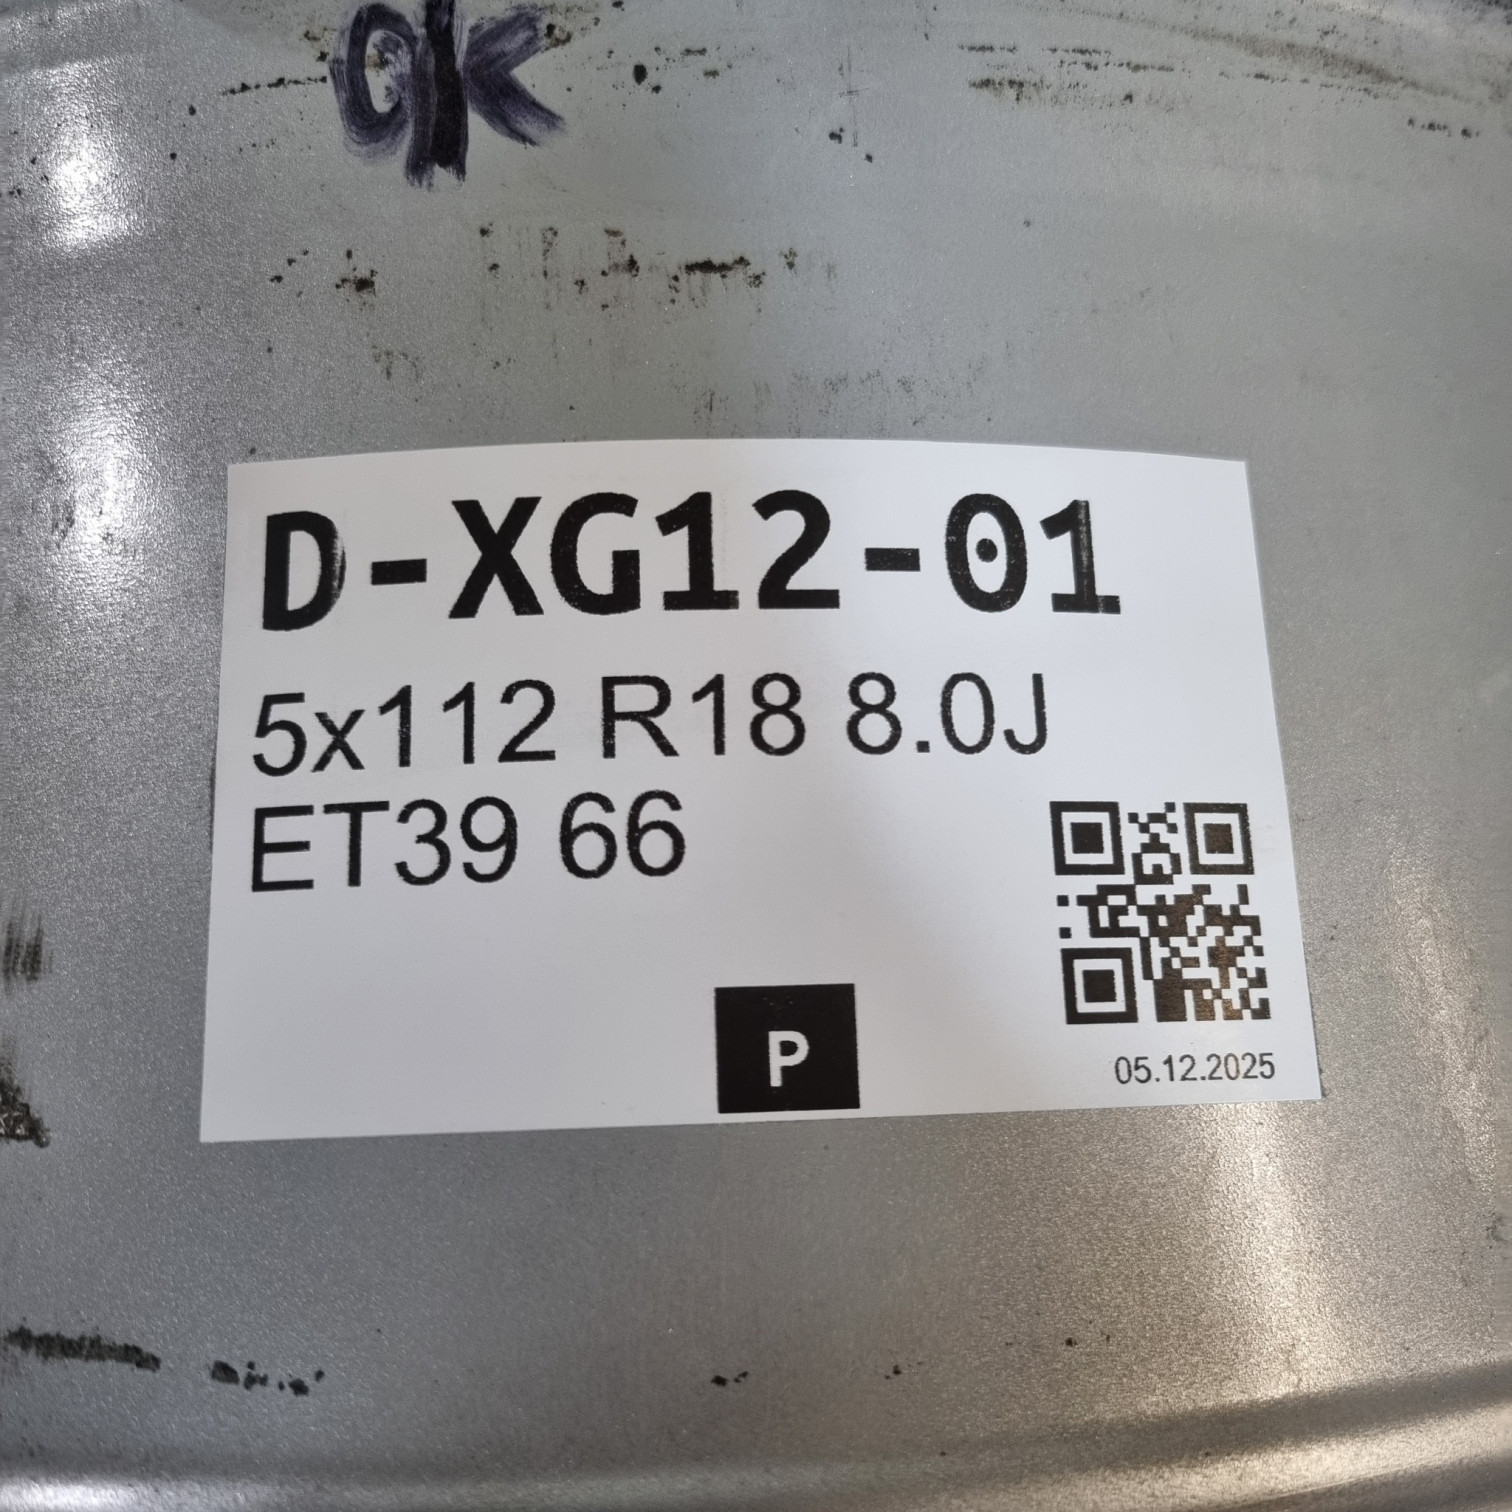 OK
D-XG12-01
5x112 R18 8.0J
ET39 66
P
05.12.2025